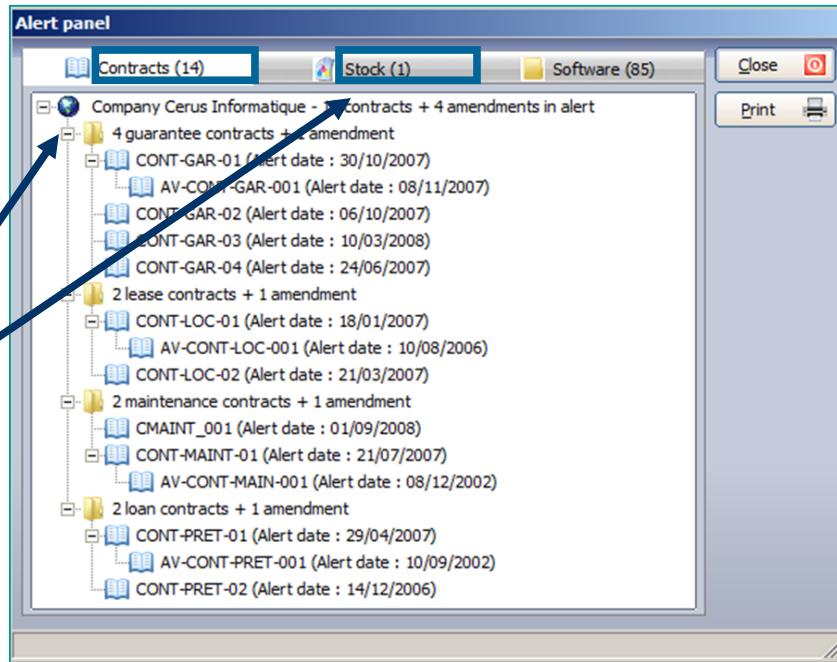 Alert panel
Contracts (14)
Stock (1)
Software (85)
Close
Print
Company Cerus Informatique - contracts + 4 amendments in alert
4 guarantee contracts + 1 amendment
CONT-GAR-01 (Alert date : 30/10/2007)
AV-CONT-GAR-001 (Alert date : 08/11/2007)
CONT-GAR-02 (Alert date : 06/10/2007)
CONT-GAR-03 (Alert date : 10/03/2008)
CONT-GAR-04 (Alert date : 24/06/2007)
2 lease contracts + 1 amendment
CONT-LOC-01 (Alert date : 18/01/2007)
AV-CONT-LOC-001 (Alert date : 10/08/2006)
CONT-LOC-02 (Alert date : 21/03/2007)
2 maintenance contracts + 1 amendment
CMAINT_001 (Alert date : 01/09/2008)
CONT-MAINT-01 (Alert date : 21/07/2007)
AV-CONT-MAIN-001 (Alert date : 08/12/2002)
2 loan contracts + 1 amendment
CONT-PRET-01 (Alert date : 29/04/2007)
AV-CONT-PRET-001 (Alert date : 10/09/2002)
CONT-PRET-02 (Alert date : 14/12/2006)